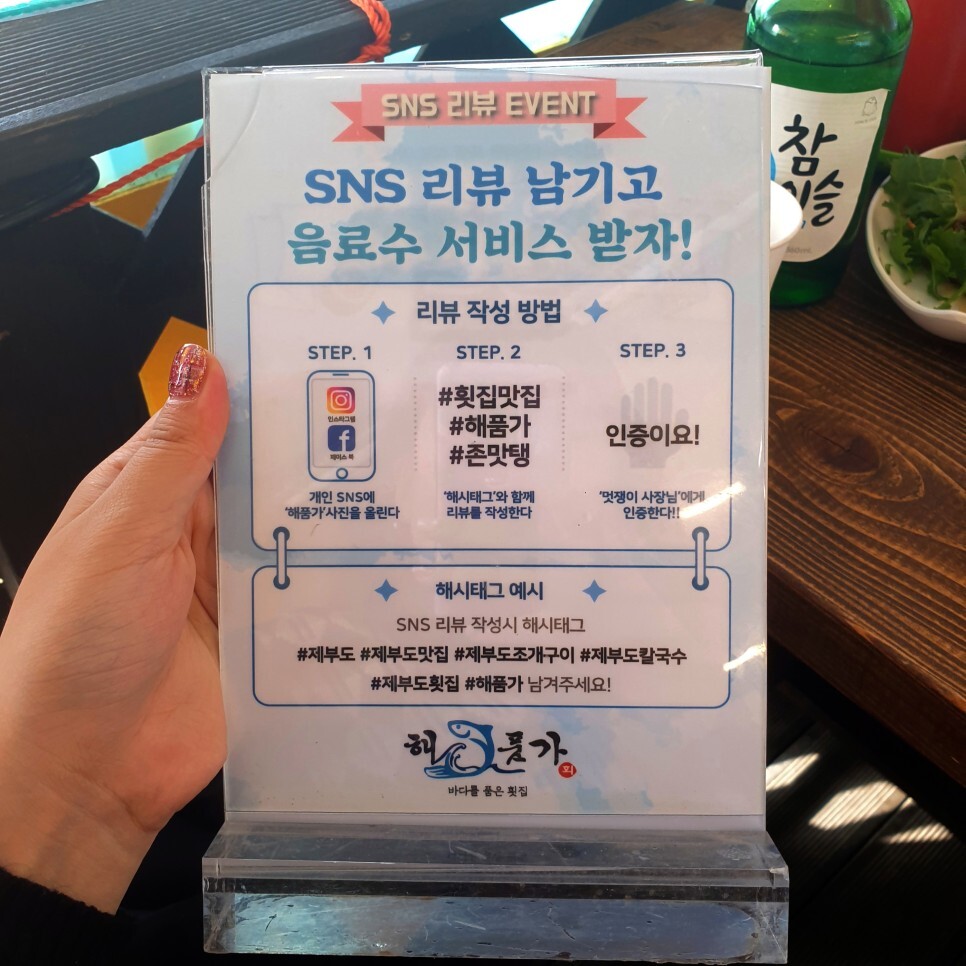 SNS 리뷰 EVENT
SNS 리뷰 남기고
음료수 서비스 받자!
리뷰 작성 방법
STEP. 1
인스타그램
페이스 북
개인 SNS에
'해품가'사진을 올린다
STEP. 2
#횟집맛집
#해품가
#존맛탱
'해시태그'와 함께
리뷰를 작성한다
STEP. 3
인증이요!
'멋쟁이 사장님'에게
인증한다!!
해시태그 예시
SNS 리뷰 작성시 해시태그
#제부도 #제부도맛집 #제부도조개구이 #제부도칼국수
#제부도횟집 #해품가 남겨주세요!
해품가
회
바다를 품은 횟집
참
이슬